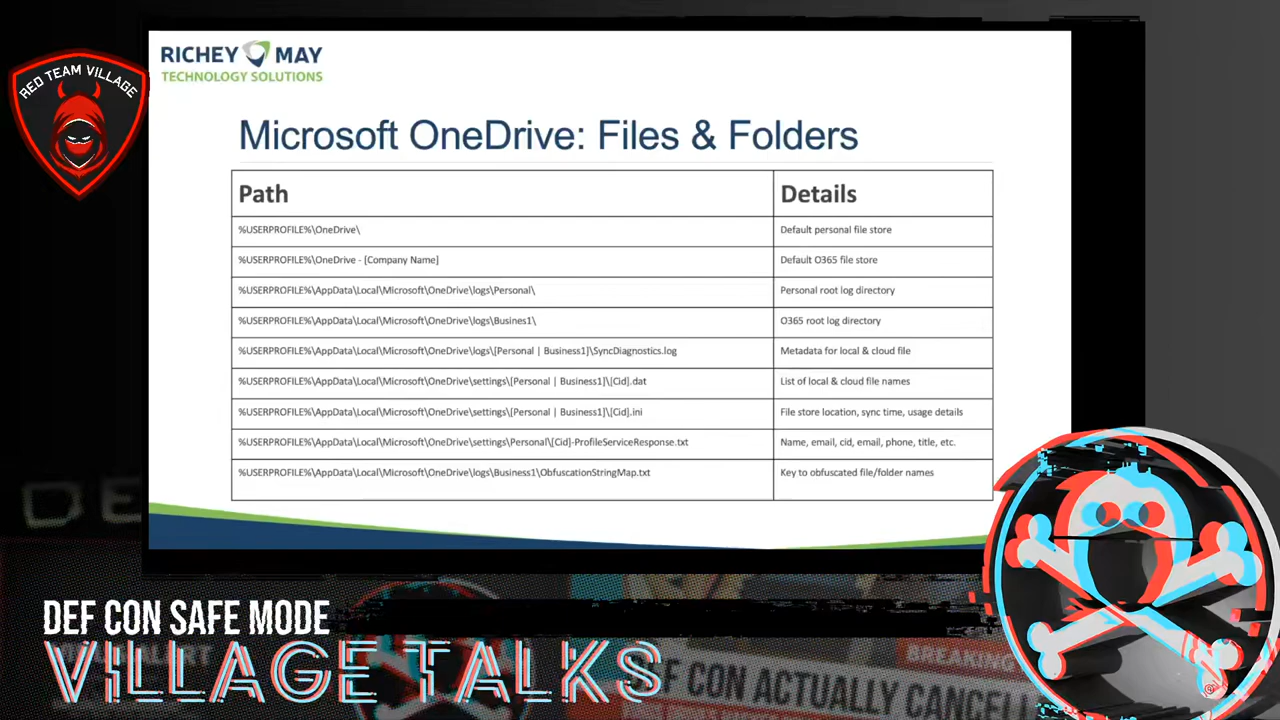 RICHEY MAY
TECHNOLOGY SOLUTIONS
RED TEAM VILLAGE
Microsoft OneDrive: Files & Folders
Path Details
%USERPROFILE%\OneDrive\ Default personal file store
%USERPROFILE%\OneDrive - [Company Name] Default O365 file store
%USERPROFILE%\AppData\Local\Microsoft\OneDrive\logs\Personal\ Personal root log directory
%USERPROFILE%\AppData\Local\Microsoft\OneDrive\logs\Busines1\ O365 root log directory
%USERPROFILE%\AppData\Local\Microsoft\OneDrive\logs\[Personal | Business1]\SyncDiagnostics.log Metadata for local & cloud file
%USERPROFILE%\AppData\Local\Microsoft\OneDrive\settings\[Personal | Business1]\[Cid].dat List of local & cloud file names
%USERPROFILE%\AppData\Local\Microsoft\OneDrive\settings\[Personal | Business1]\[Cid].ini File store location, sync time, usage details
%USERPROFILE%\AppData\Local\Microsoft\OneDrive\settings\Personal\[Cid]-ProfileServiceResponse.txt Name, email, cid, email, phone, title, etc.
%USERPROFILE%\AppData\Local\Microsoft\OneDrive\logs\Business1\ObfuscationStringMap.txt Key to obfuscated file/folder names
DEF CON SAFE MODE
VILLAGE TALKS
BREAKING
DEF CON ACTUALLY